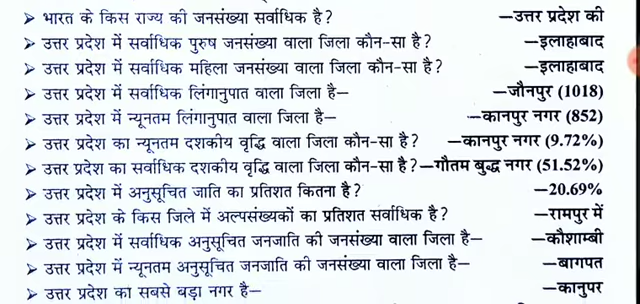 ➤ भारत के किस राज्य की जनसंख्या सर्वाधिक है? –उत्तर प्रदेश की
➤ उत्तर प्रदेश में सर्वाधिक पुरुष जनसंख्या वाला जिला कौन-सा है? –इलाहाबाद
➤ उत्तर प्रदेश में सर्वाधिक महिला जनसंख्या वाला जिला कौन-सा है? –इलाहाबाद
➤ उत्तर प्रदेश में सर्वाधिक लिंगानुपात वाला जिला है– –जौनपुर (1018)
➤ उत्तर प्रदेश में न्यूनतम लिंगानुपात वाला जिला है– –कानपुर नगर (852)
➤ उत्तर प्रदेश का न्यूनतम दशकीय वृद्धि वाला जिला कौन-सा है? –कानपुर नगर (9.72%)
➤ उत्तर प्रदेश का सर्वाधिक दशकीय वृद्धि वाला जिला कौन-सा है?–गौतम बुद्ध नगर (51.52%)
➤ उत्तर प्रदेश में अनुसूचित जाति का प्रतिशत कितना है? –20.69%
➤ उत्तर प्रदेश के किस जिले में अल्पसंख्यकों का प्रतिशत सर्वाधिक है? –रामपुर में
➤ उत्तर प्रदेश में सर्वाधिक अनुसूचित जनजाति की जनसंख्या वाला जिला है– –कौशाम्बी
➤ उत्तर प्रदेश में न्यूनतम अनुसूचित जनजाति की जनसंख्या वाला जिला है– –बागपत
➤ उत्तर प्रदेश का सबसे बड़ा नगर है– –कानुपर